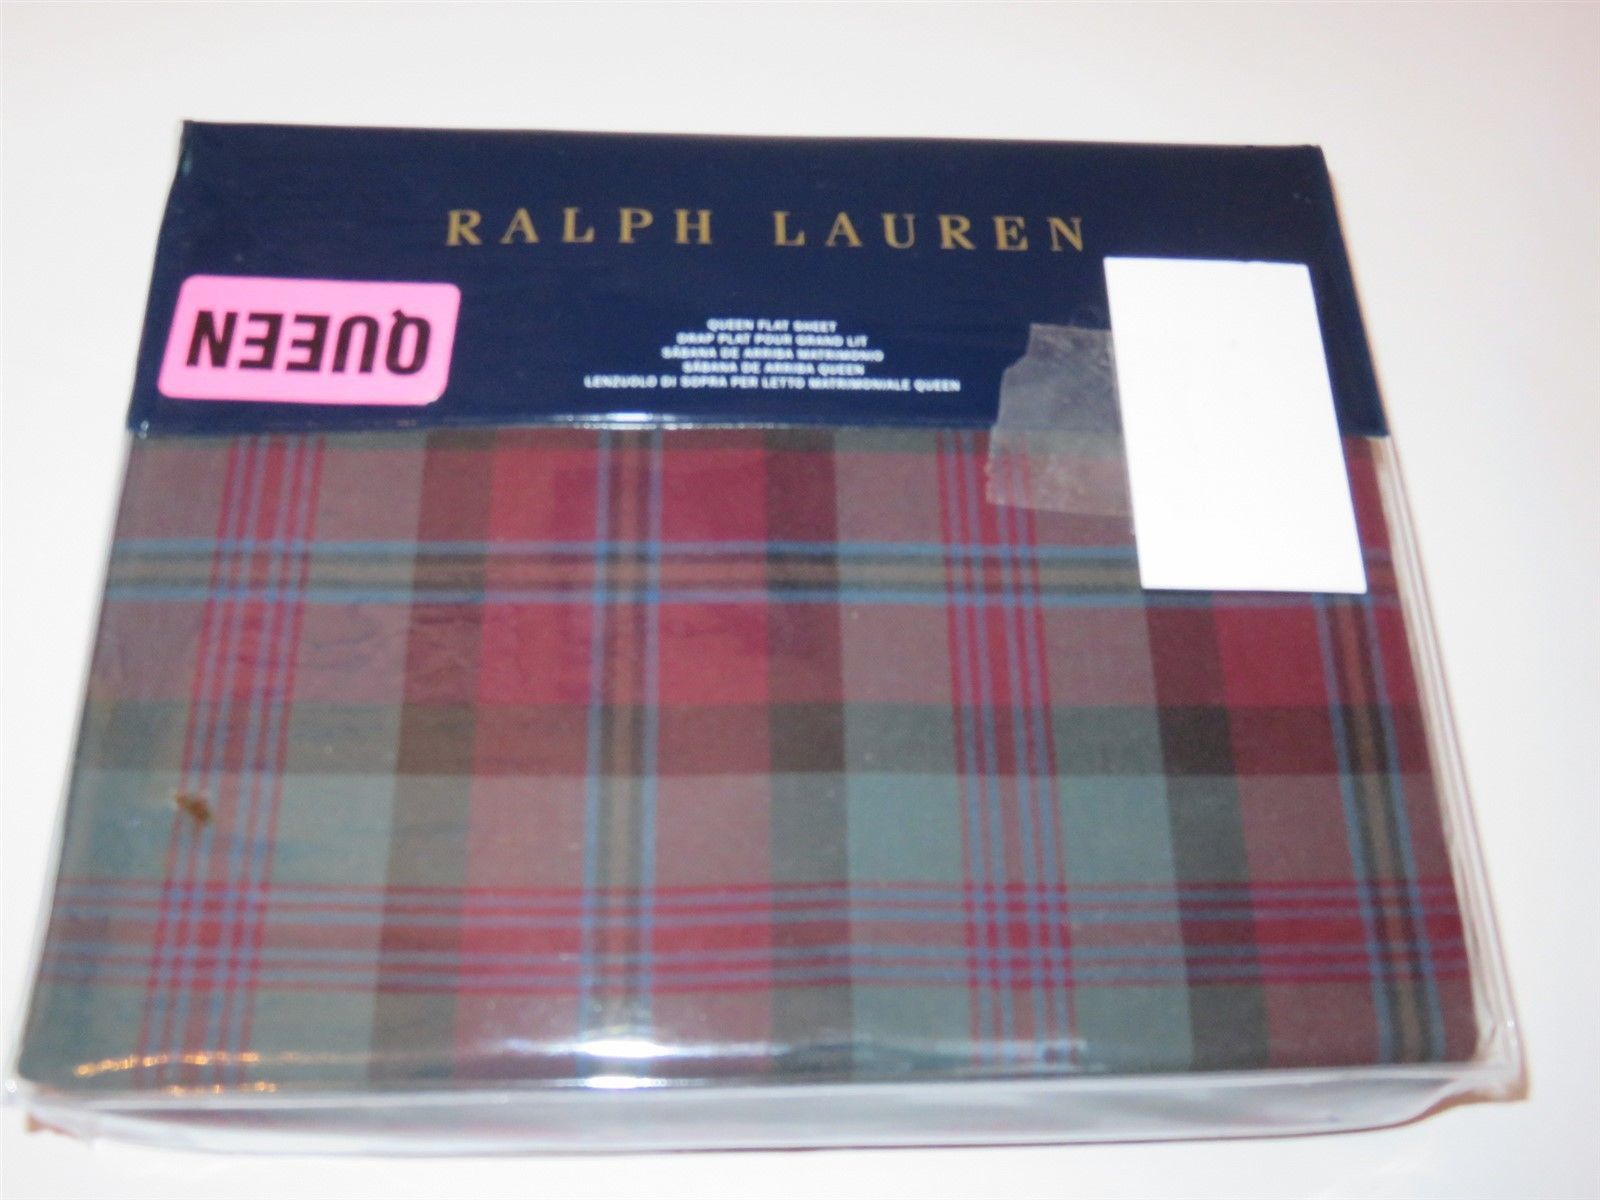 RALPH LAUREN
QUEEN
QUEEN FLAT SHEET
DRAP PLAT POUR GRAND LIT
SÁBANA DE ARRIBA MATRIMONIO
SÁBANA DE ARRIBA QUEEN
LENZUOLO DI SOPRA PER LETTO MATRIMONIALE QUEEN